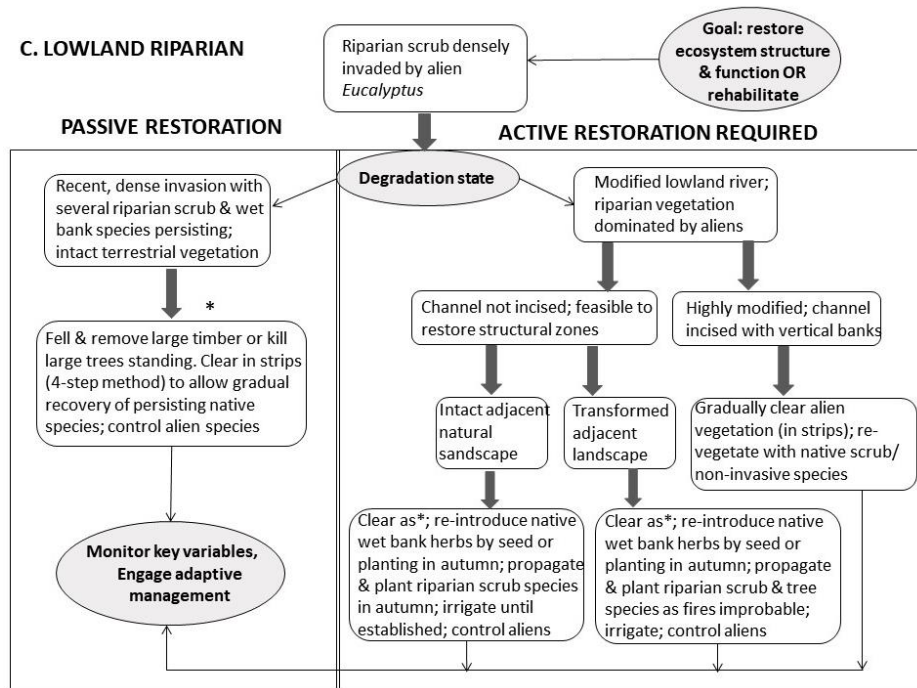 C. LOWLAND RIPARIAN
Riparian scrub densely
invaded by alien
Eucalyptus
Goal: restore
ecosystem structure
& function OR
rehabilitate
PASSIVE RESTORATION
ACTIVE RESTORATION REQUIRED
Degradation state
Recent, dense invasion with
several riparian scrub & wet
bank species persisting;
intact terrestrial vegetation
Modified lowland river;
riparian vegetation
dominated by aliens
*
Fell & remove large timber or kill
large trees standing. Clear in strips
(4-step method) to allow gradual
recovery of persisting native
species; control alien species
Channel not incised; feasible to
restore structural zones
Highly modified; channel
incised with vertical banks
Intact adjacent
natural
sandscape
Transformed
adjacent
landscape
Gradually clear alien
vegetation (in strips); re-
vegetate with native scrub/
non-invasive species
Monitor key variables,
Engage adaptive
management
Clear as*; re-introduce native
wet bank herbs by seed or
planting in autumn; propagate
& plant riparian scrub species
in autumn; irrigate until
established; control aliens
Clear as*; re-introduce native
wet bank herbs by seed or
planting in autumn; propagate
& plant riparian scrub & tree
species as fires improbable;
irrigate; control aliens